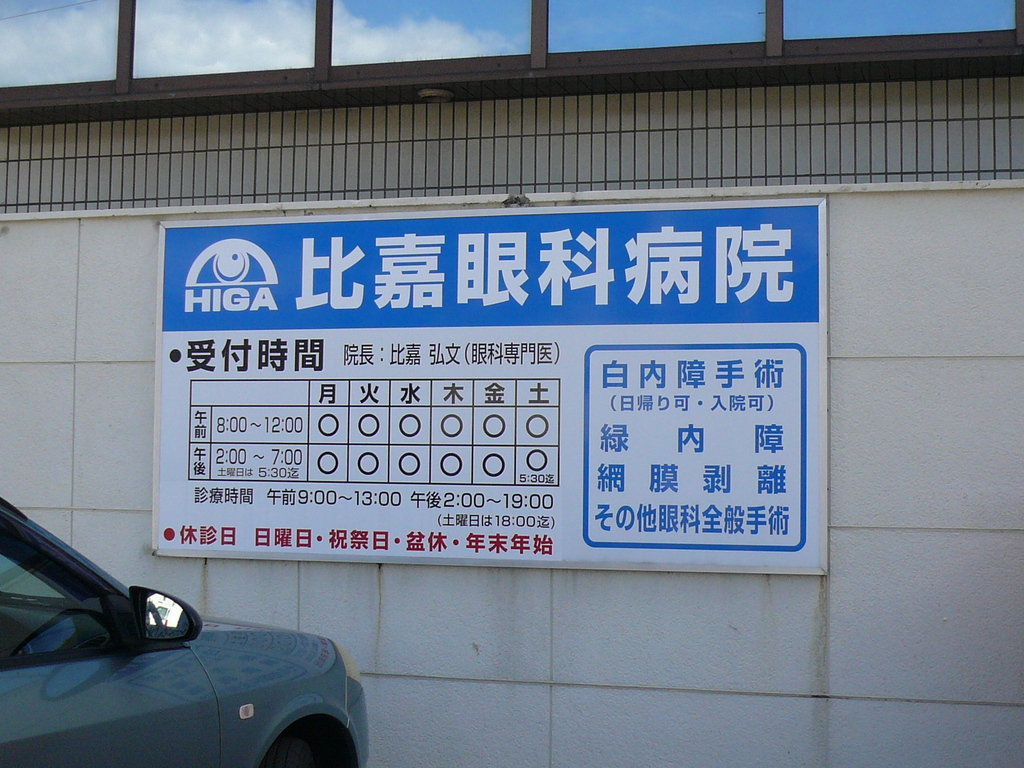 HIGA
比嘉眼科病院
●受付時間 院長：比嘉 弘文（眼科専門医）
月 火 水 木 金 土
午前 8:00～12:00 ○ ○ ○ ○ ○ ○
午後 2:00～7:00 ○ ○ ○ ○ ○ ○
土曜日は 5:30迄 5:30迄
診療時間 午前9:00～13:00 午後2:00～19:00
（土曜日は18:00迄）
●休診日 日曜日・祝祭日・盆休・年末年始
白内障手術
（日帰り可・入院可）
緑内障
網膜剥離
その他眼科全般手術